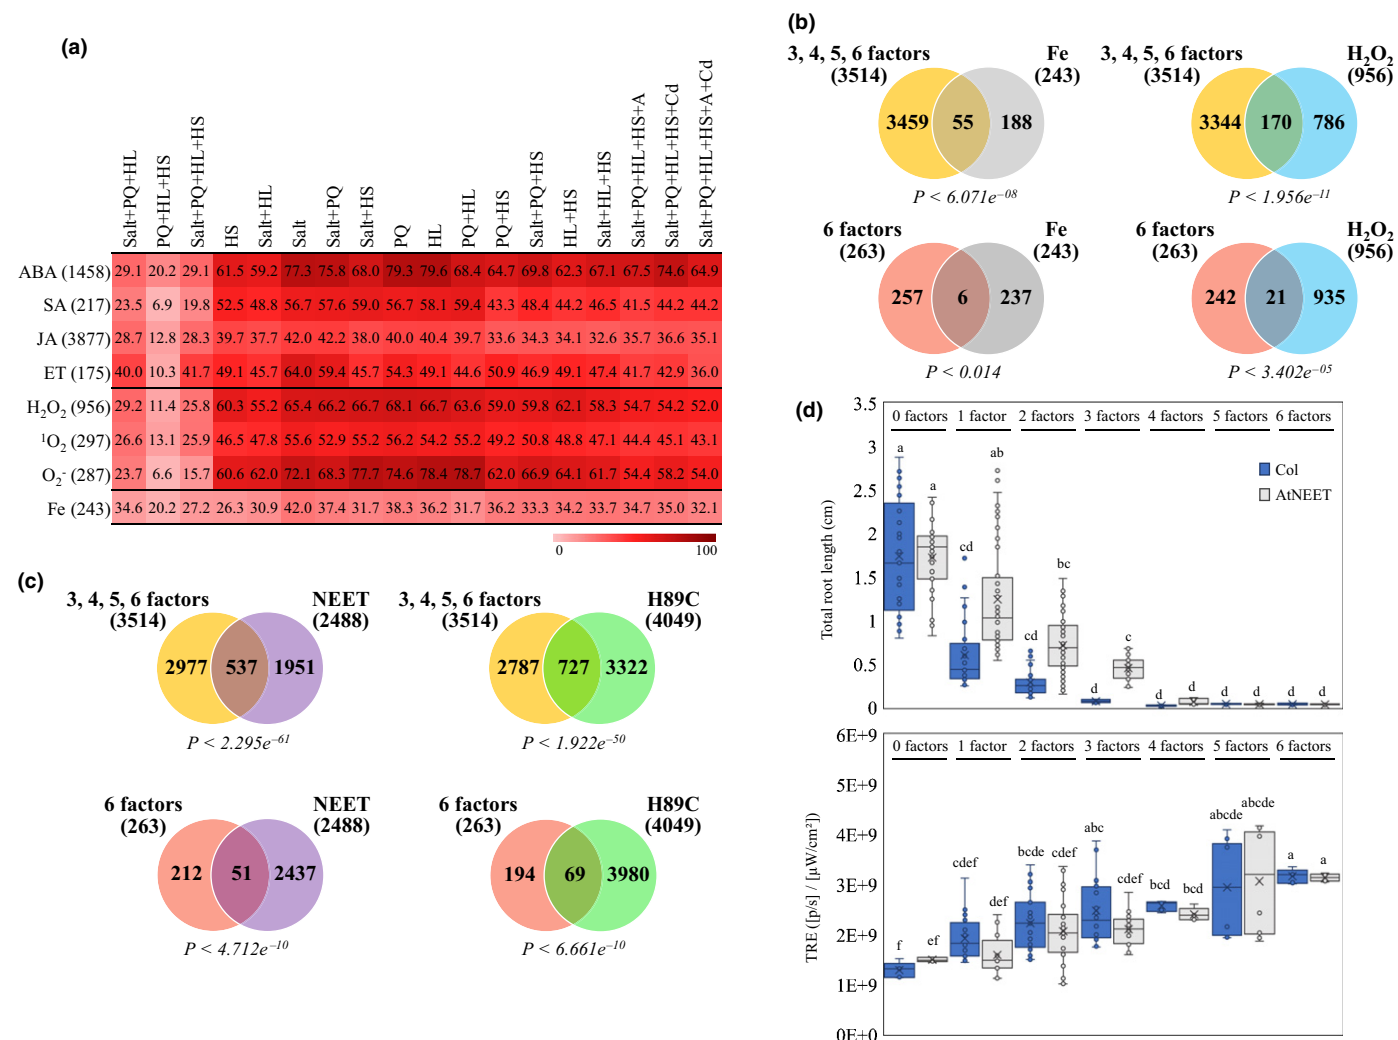 (a)
Salt+PQ+HL
PQ+HL+HS
Salt+PQ+HL+HS
HS
Salt+HL
Salt
Salt+PQ
Salt+HS
PQ
HL
PQ+HL
PQ+HS
Salt+PQ+HS
HL+HS
Salt+HL+HS
Salt+PQ+HL+HS+A
Salt+PQ+HL+HS+Cd
Salt+PQ+HL+HS+A+Cd
ABA (1458) 29.1 20.2 29.1 61.5 59.2 77.3 75.8 68.0 79.3 79.6 68.4 64.7 69.8 62.3 67.1 67.5 74.6 64.9
SA (217) 23.5 6.9 19.8 52.5 48.8 56.7 57.6 59.0 56.7 58.1 59.4 43.3 48.4 44.2 46.5 41.5 44.2 44.2
JA (3877) 28.7 12.8 28.3 39.7 37.7 42.0 42.2 38.0 40.0 40.4 39.7 33.6 34.3 34.1 32.6 35.7 36.6 35.1
ET (175) 40.0 10.3 41.7 49.1 45.7 64.0 59.4 45.7 54.3 49.1 44.6 50.9 46.9 49.1 47.4 41.7 42.9 36.0
H₂O₂ (956) 29.2 11.4 25.8 60.3 55.2 65.4 66.2 66.7 68.1 66.7 63.6 59.0 59.8 62.1 58.3 54.7 54.2 52.0
¹O₂ (297) 26.6 13.1 25.9 46.5 47.8 55.6 52.9 55.2 56.2 54.2 55.2 49.2 50.8 48.8 47.1 44.4 45.1 43.1
O₂⁻ (287) 23.7 6.6 15.7 60.6 62.0 72.1 68.3 77.7 74.6 78.4 78.7 62.0 66.9 64.1 61.7 54.4 58.2 54.0
Fe (243) 34.6 20.2 27.2 26.3 30.9 42.0 37.4 31.7 38.3 36.2 31.7 36.2 33.3 34.2 33.7 34.7 35.0 32.1
0 100
(b)
3, 4, 5, 6 factors
(3514)
Fe
(243)
3459 55 188
P < 6.071e⁻⁰⁸
3, 4, 5, 6 factors
(3514)
H₂O₂
(956)
3344 170 786
P < 1.956e⁻¹¹
6 factors
(263)
Fe
(243)
257 6 237
P < 0.014
6 factors
(263)
H₂O₂
(956)
242 21 935
P < 3.402e⁻⁰⁵
(c)
3, 4, 5, 6 factors
(3514)
NEET
(2488)
2977 537 1951
P < 2.295e⁻⁶¹
3, 4, 5, 6 factors
(3514)
H89C
(4049)
2787 727 3322
P < 1.922e⁻⁵⁰
6 factors
(263)
NEET
(2488)
212 51 2437
P < 4.712e⁻¹⁰
6 factors
(263)
H89C
(4049)
194 69 3980
P < 6.661e⁻¹⁰
(d)
Total root length (cm)
3.5
3
2.5
2
1.5
1
0.5
0
0 factors 1 factor 2 factors 3 factors 4 factors 5 factors 6 factors
Col
AtNEET
a a cd ab cd bc d c d d d d d d
TRE ([p/s] / [µW/cm²])
6E+9
5E+9
4E+9
3E+9
2E+9
1E+9
0E+0
0 factors 1 factor 2 factors 3 factors 4 factors 5 factors 6 factors
f ef cdef def bcde cdef abc cdef bcd bcd abcde abcde a a